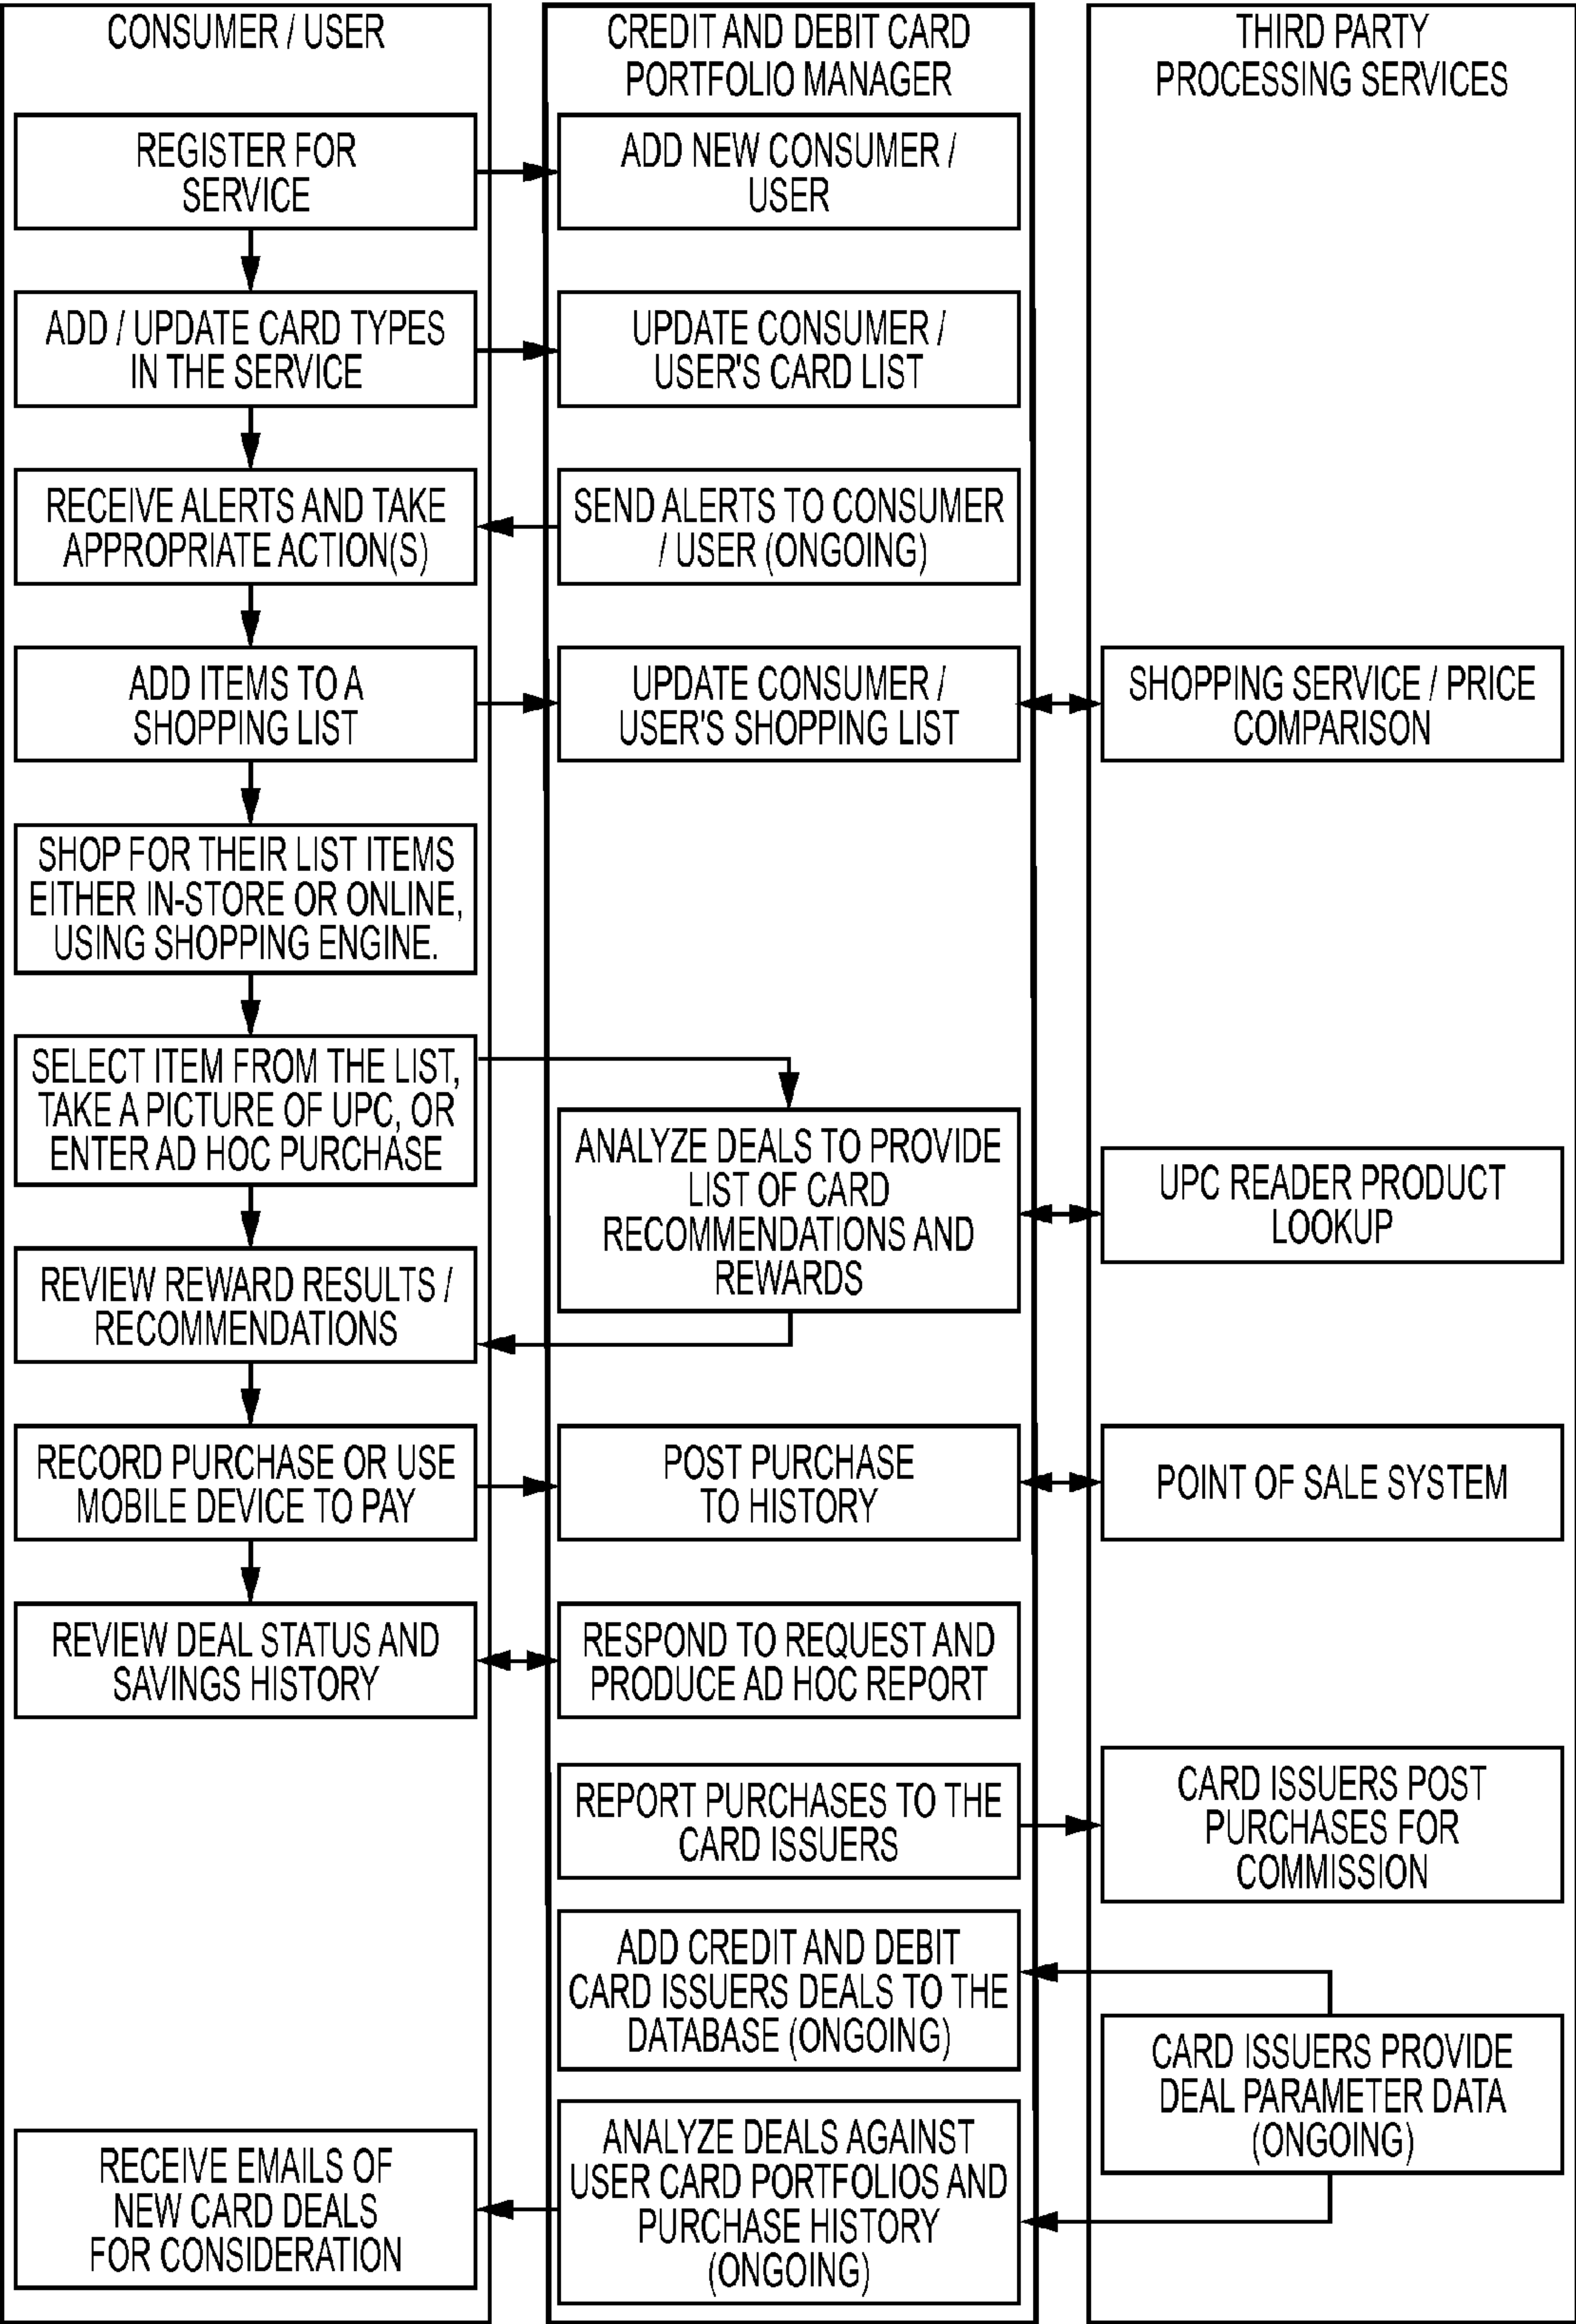 CONSUMER / USER
REGISTER FOR
SERVICE
ADD / UPDATE CARD TYPES
IN THE SERVICE
RECEIVE ALERTS AND TAKE
APPROPRIATE ACTION(S)
ADD ITEMS TO A
SHOPPING LIST
SHOP FOR THEIR LIST ITEMS
EITHER IN-STORE OR ONLINE,
USING SHOPPING ENGINE.
SELECT ITEM FROM THE LIST,
TAKE A PICTURE OF UPC, OR
ENTER AD HOC PURCHASE
REVIEW REWARD RESULTS /
RECOMMENDATIONS
RECORD PURCHASE OR USE
MOBILE DEVICE TO PAY
REVIEW DEAL STATUS AND
SAVINGS HISTORY
RECEIVE EMAILS OF
NEW CARD DEALS
FOR CONSIDERATION
CREDIT AND DEBIT CARD
PORTFOLIO MANAGER
ADD NEW CONSUMER /
USER
UPDATE CONSUMER /
USER'S CARD LIST
SEND ALERTS TO CONSUMER
/ USER (ONGOING)
UPDATE CONSUMER /
USER'S SHOPPING LIST
ANALYZE DEALS TO PROVIDE
LIST OF CARD
RECOMMENDATIONS AND
REWARDS
POST PURCHASE
TO HISTORY
RESPOND TO REQUEST AND
PRODUCE AD HOC REPORT
REPORT PURCHASES TO THE
CARD ISSUERS
ADD CREDIT AND DEBIT
CARD ISSUERS DEALS TO THE
DATABASE (ONGOING)
ANALYZE DEALS AGAINST
USER CARD PORTFOLIOS AND
PURCHASE HISTORY
(ONGOING)
THIRD PARTY
PROCESSING SERVICES
SHOPPING SERVICE / PRICE
COMPARISON
UPC READER PRODUCT
LOOKUP
POINT OF SALE SYSTEM
CARD ISSUERS POST
PURCHASES FOR
COMMISSION
CARD ISSUERS PROVIDE
DEAL PARAMETER DATA
(ONGOING)